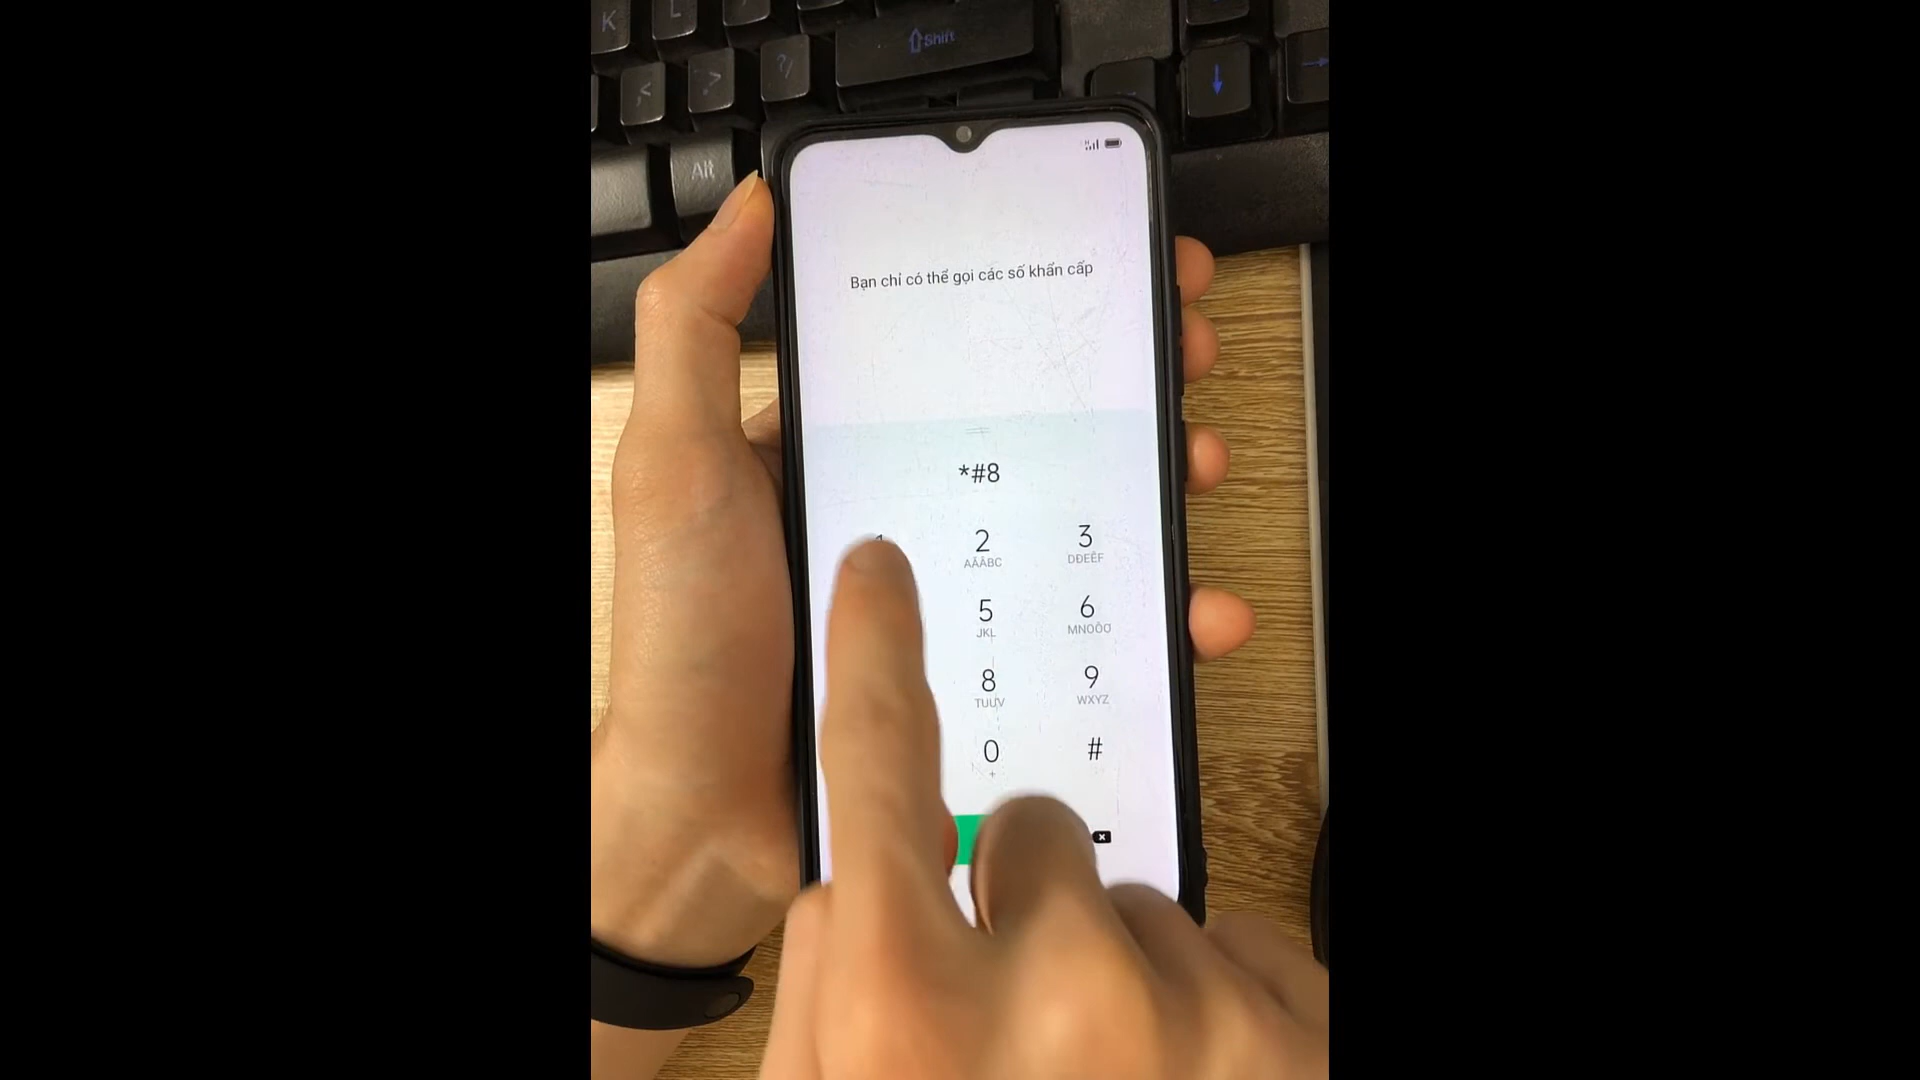 K
L
Shift
<
>
?/
Alt
Bạn chỉ có thể gọi các số khẩn cấp
*#8
2 3
AĂÂBC DĐEÊF
5 6
JKL MNOÔƠ
8 9
TUƯV WXYZ
0 #
+